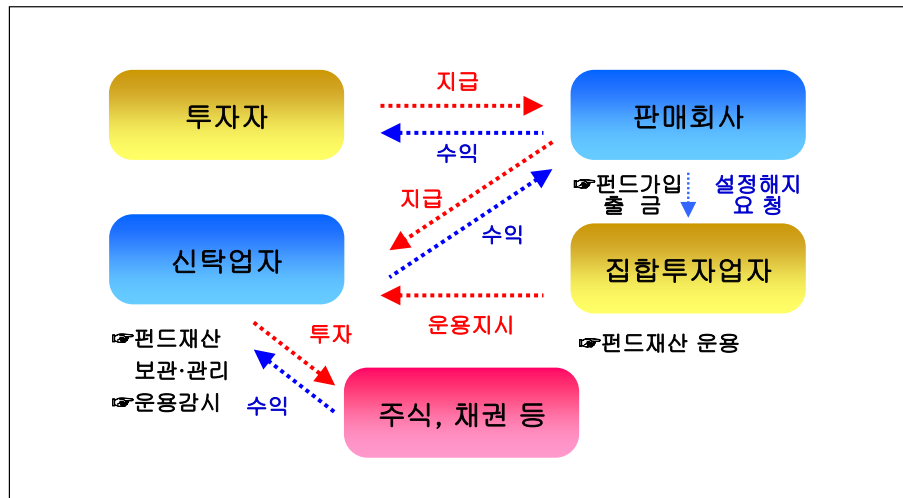 지급
투자자
판매회사
수익
☞펀드가입
출 금
설정해지
요 청
지급
수익
신탁업자
집합투자업자
운용지시
☞펀드재산
보관·관리
☞운용감시
투자
☞펀드재산 운용
수익
주식, 채권 등